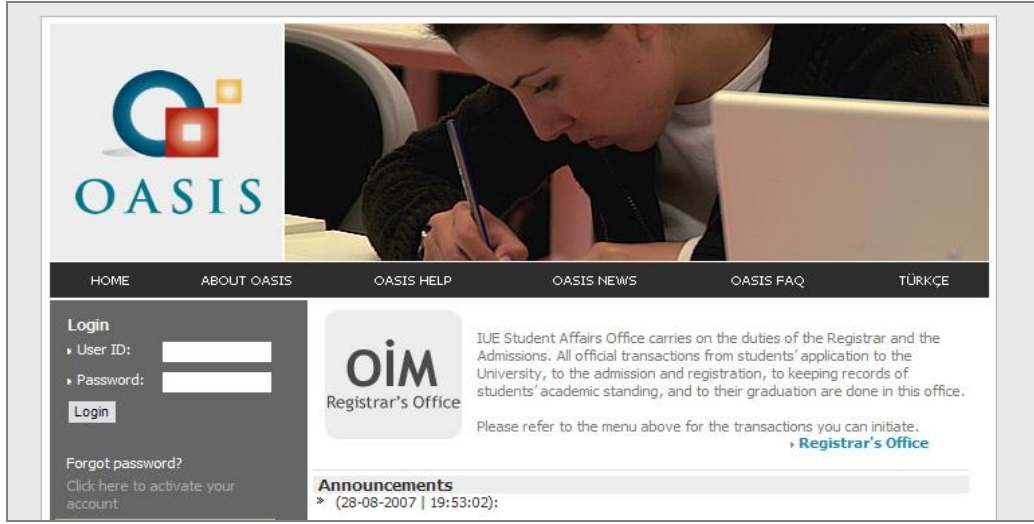 OASIS
HOME ABOUT OASIS OASIS HELP OASIS NEWS OASIS FAQ TÜRKÇE
Login
User ID:
Password:
Login
Forgot password?
Click here to activate your
account
OİM
Registrar's Office
IUE Student Affairs Office carries on the duties of the Registrar and the
Admissions. All official transactions from students' application to the
University, to the admission and registration, to keeping records of
students' academic standing, and to their graduation are done in this office.
Please refer to the menu above for the transactions you can initiate.
Registrar's Office
Announcements
» (28-08-2007 | 19:53:02):